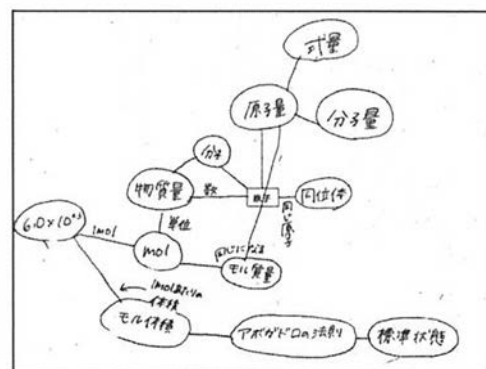 式量
原子量
分子量
分子
物質量
数
原子
同位体
同じ原子
単位
6.0×10²³
1mol
mol
同じになる
モル質量
1molあたりの
体積
モル体積
アボガドロの法則
標準状態